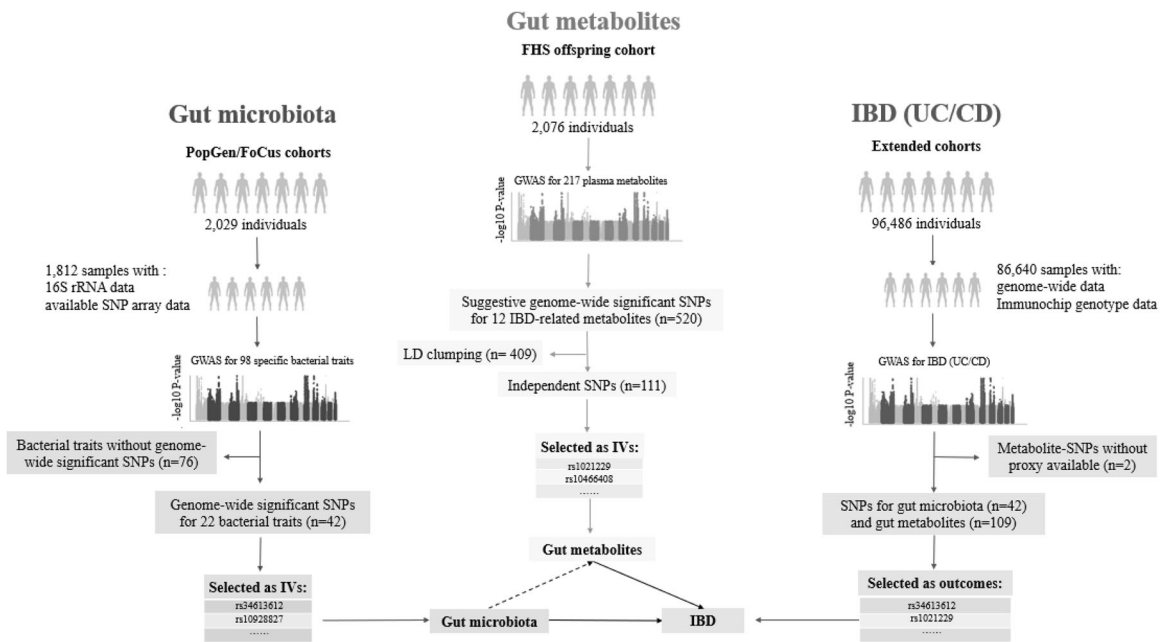 Gut metabolites
FHS offspring cohort
2,076 individuals
-log10 P-value
GWAS for 217 plasma metabolites
Suggestive genome-wide significant SNPs
for 12 IBD-related metabolites (n=520)
LD clumping (n= 409)
Independent SNPs (n=111)
Selected as IVs:
rs1021229
rs10466408
......
Gut metabolites
Gut microbiota
PopGen/FoCus cohorts
2,029 individuals
1,812 samples with :
16S rRNA data
available SNP array data
-log10 P-value
GWAS for 98 specific bacterial traits
Bacterial traits without genome-
wide significant SNPs (n=76)
Genome-wide significant SNPs
for 22 bacterial traits (n=42)
Selected as IVs:
rs34613612
rs10928827
......
Gut microbiota
IBD
IBD (UC/CD)
Extended cohorts
96,486 individuals
86,640 samples with:
genome-wide data
Immunochip genotype data
-log10 P-value
GWAS for IBD (UC/CD)
Metabolite-SNPs without
proxy available (n=2)
SNPs for gut microbiota (n=42)
and gut metabolites (n=109)
Selected as outcomes:
rs34613612
rs1021229
......